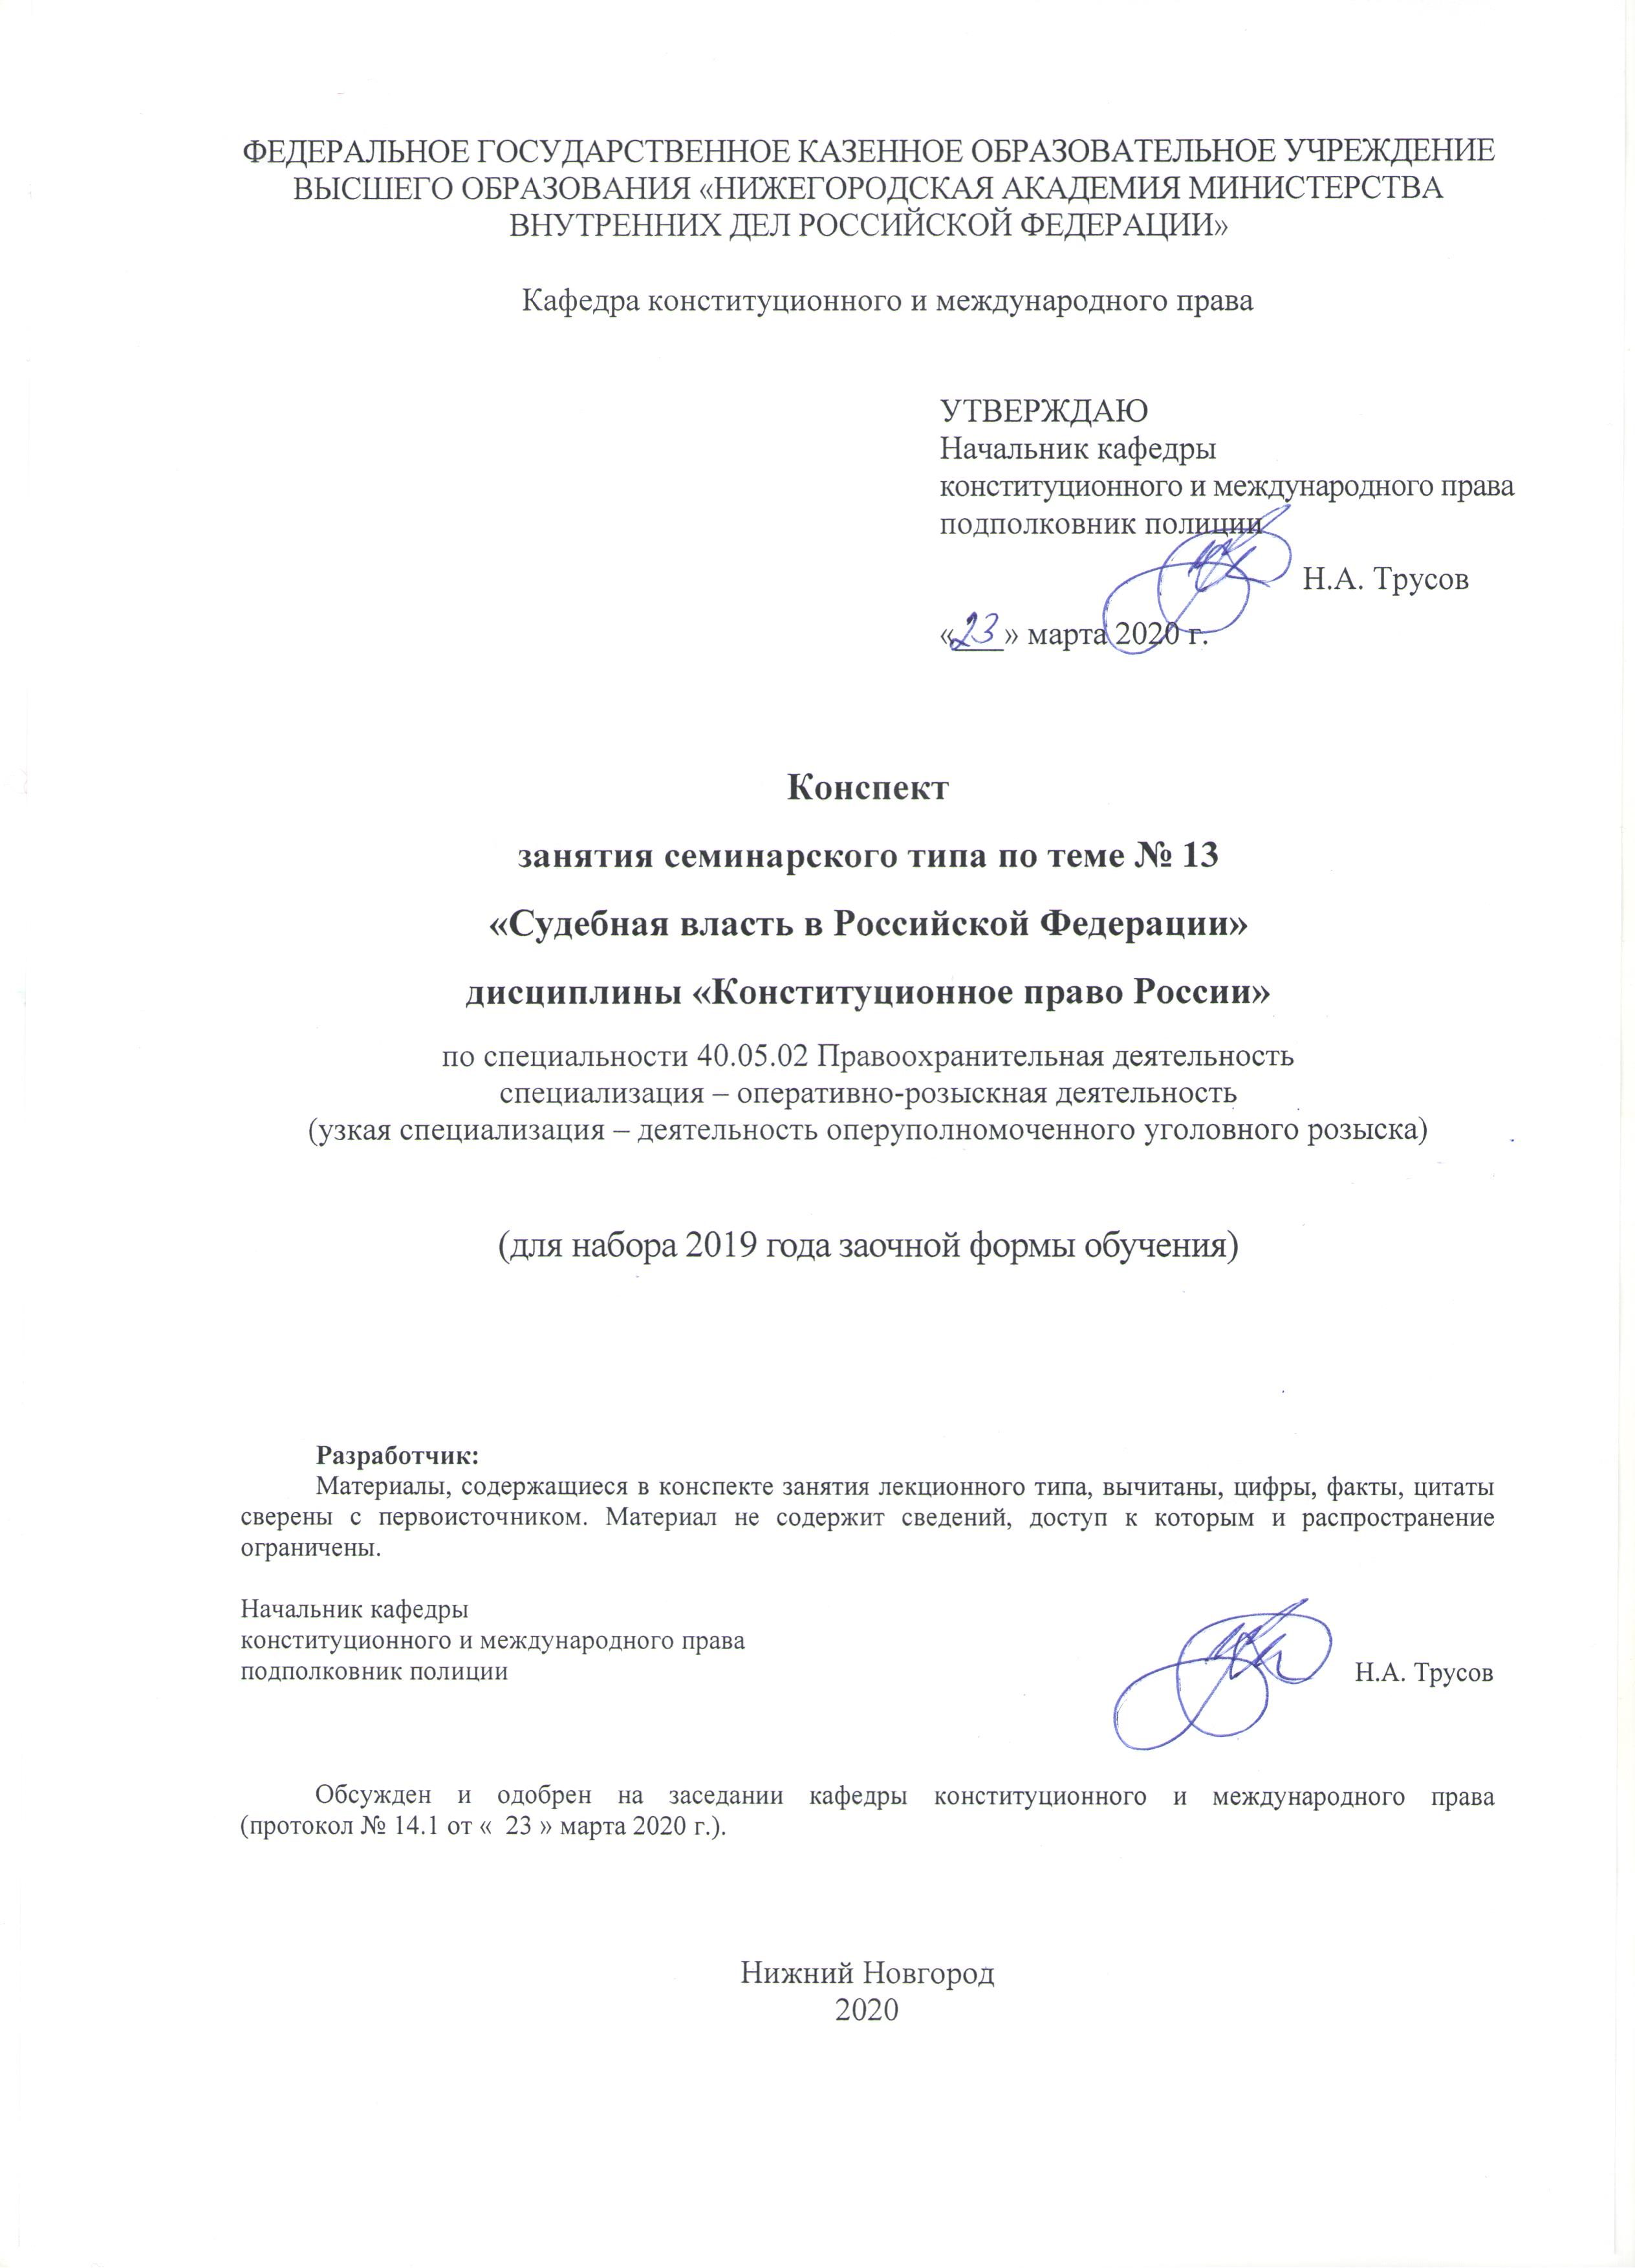 ФЕДЕРАЛЬНОЕ ГОСУДАРСТВЕННОЕ КАЗЕННОЕ ОБРАЗОВАТЕЛЬНОЕ УЧРЕЖДЕНИЕ
ВЫСШЕГО ОБРАЗОВАНИЯ «НИЖЕГОРОДСКАЯ АКАДЕМИЯ МИНИСТЕРСТВА
ВНУТРЕННИХ ДЕЛ РОССИЙСКОЙ ФЕДЕРАЦИИ»
Кафедра конституционного и международного права
УТВЕРЖДАЮ
Начальник кафедры
конституционного и международного права
подполковник полиции
Н.А. Трусов
«23» марта 2020 г.
Конспект
занятия семинарского типа по теме № 13
«Судебная власть в Российской Федерации»
дисциплины «Конституционное право России»
по специальности 40.05.02 Правоохранительная деятельность
специализация – оперативно-розыскная деятельность
(узкая специализация – деятельность оперуполномоченного уголовного розыска)
(для набора 2019 года заочной формы обучения)
Разработчик:
Материалы, содержащиеся в конспекте занятия лекционного типа, вычитаны, цифры, факты, цитаты
сверены с первоисточником. Материал не содержит сведений, доступ к которым и распространение
ограничены.
Начальник кафедры
конституционного и международного права
подполковник полиции
Н.А. Трусов
Обсужден и одобрен на заседании кафедры конституционного и международного права
(протокол № 14.1 от « 23 » марта 2020 г.).
Нижний Новгород
2020